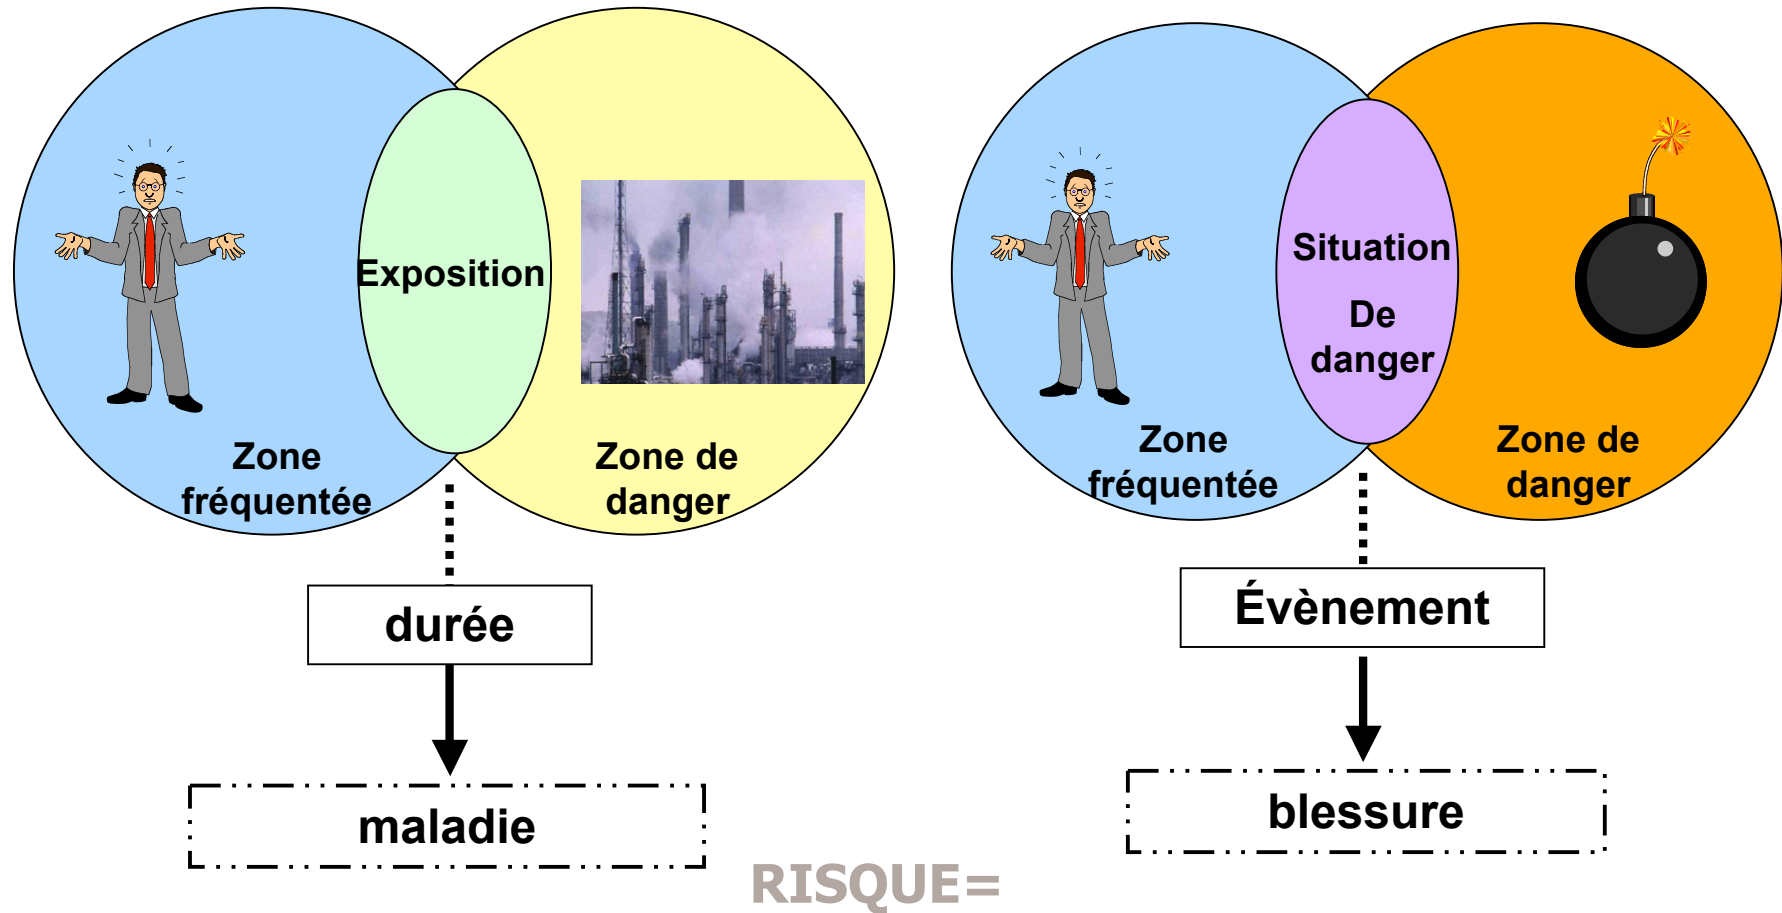 Exposition
Zone
fréquentée
Zone de
danger
durée
maladie
Situation
De
danger
Zone
fréquentée
Zone de
danger
Évènement
blessure
RISQUE=